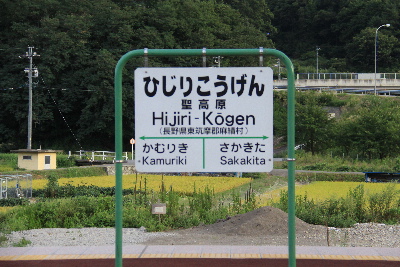 ひじりこうげん
聖高原
Hijiri-Kōgen
(長野県東筑摩郡麻績村)
かむりき さかきた
Kamuriki Sakakita